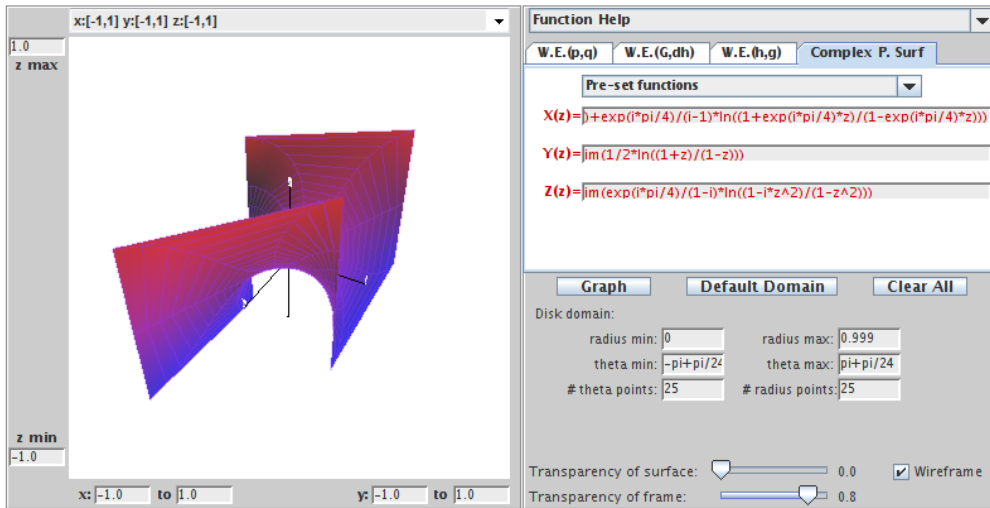 x:[-1,1] y:[-1,1] z:[-1,1]
1.0
z max
z min
-1.0
x: -1.0 to 1.0 y: -1.0 to 1.0
Function Help
W.E.(p,q) W.E.(G,dh) W.E.(h,g) Complex P. Surf
Pre-set functions
X(z)= )+exp(i*pi/4)/(i-1)*ln((1+exp(i*pi/4)*z)/(1-exp(i*pi/4)*z)))
Y(z)= im(1/2*ln((1+z)/(1-z)))
Z(z)= im(exp(i*pi/4)/(1-i)*ln((1-i*z^2)/(1-z^2)))
Graph Default Domain Clear All
Disk domain:
radius min: 0 radius max: 0.999
theta min: -pi+pi/24 theta max: pi+pi/24
# theta points: 25 # radius points: 25
Transparency of surface: 0.0 Wireframe
Transparency of frame: 0.8